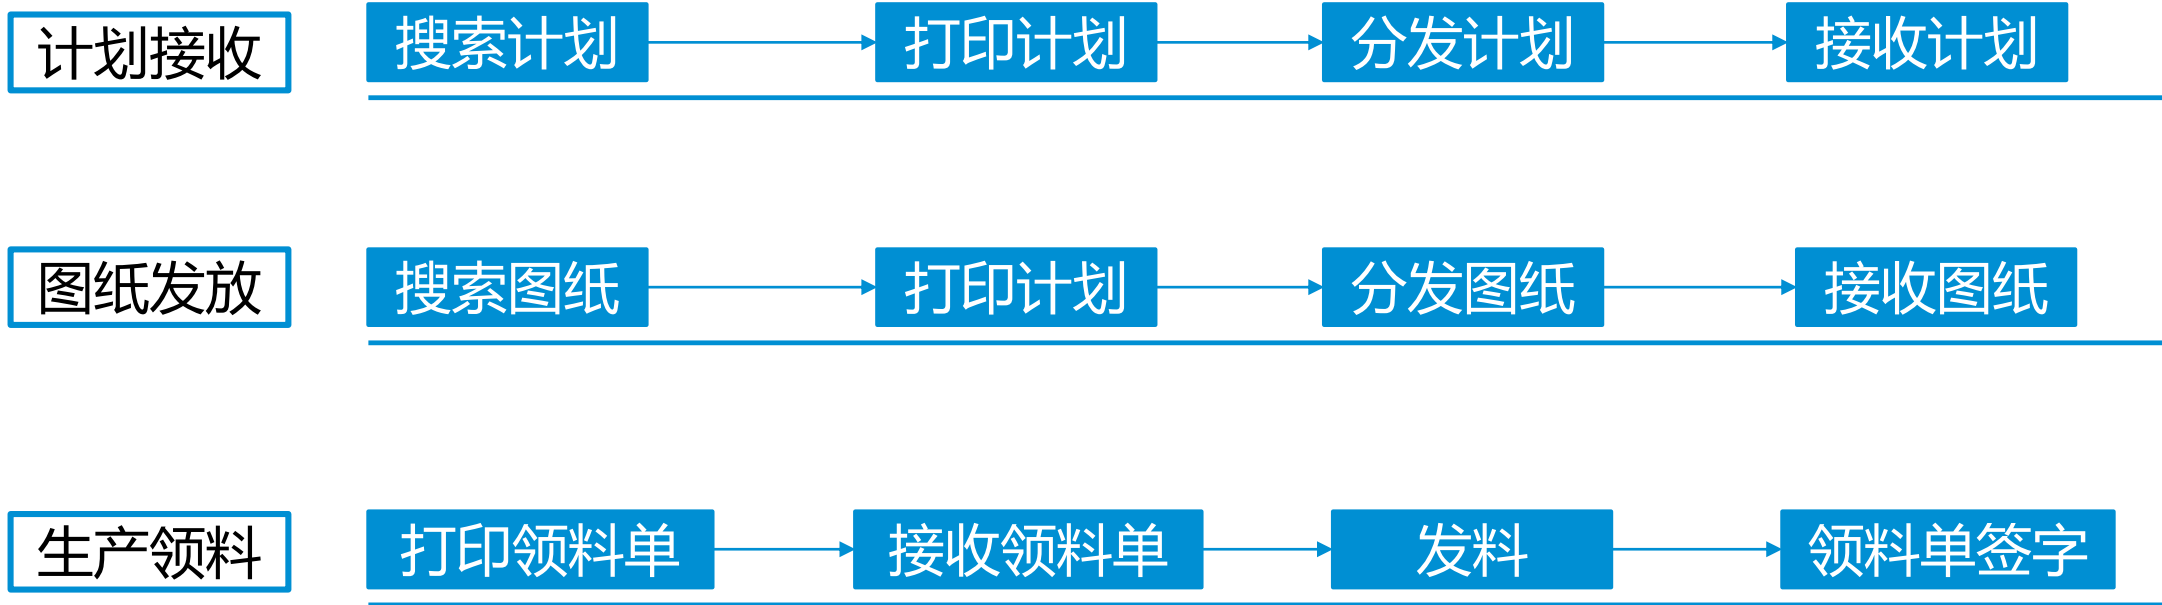 计划接收
搜索计划
打印计划
分发计划
接收计划
图纸发放
搜索图纸
打印计划
分发图纸
接收图纸
生产领料
打印领料单
接收领料单
发料
领料单签字